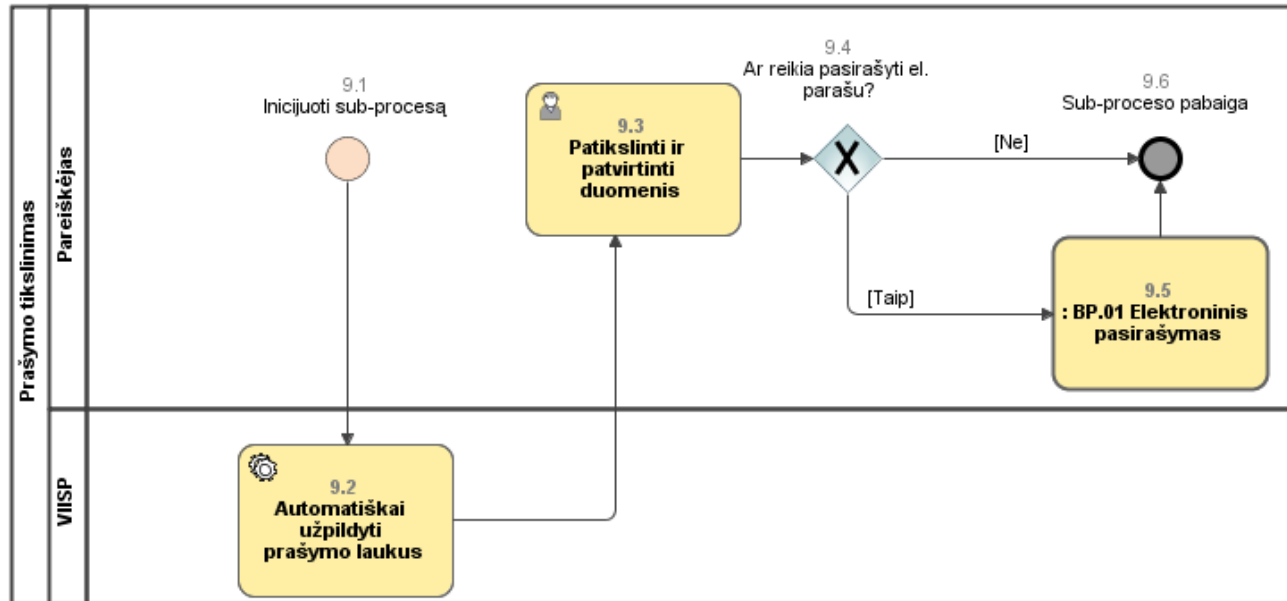 Prašymo tikslinimas
Pareiškėjas
9.1
Inicijuoti sub-procesą
9.3
Patikslinti ir
patvirtinti
duomenis
9.4
Ar reikia pasirašyti el.
parašu?
[Ne]
[Taip]
9.6
Sub-proceso pabaiga
9.5
: BP.01 Elektroninis
pasirašymas
VIISP
9.2
Automatiškai
užpildyti
prašymo laukus